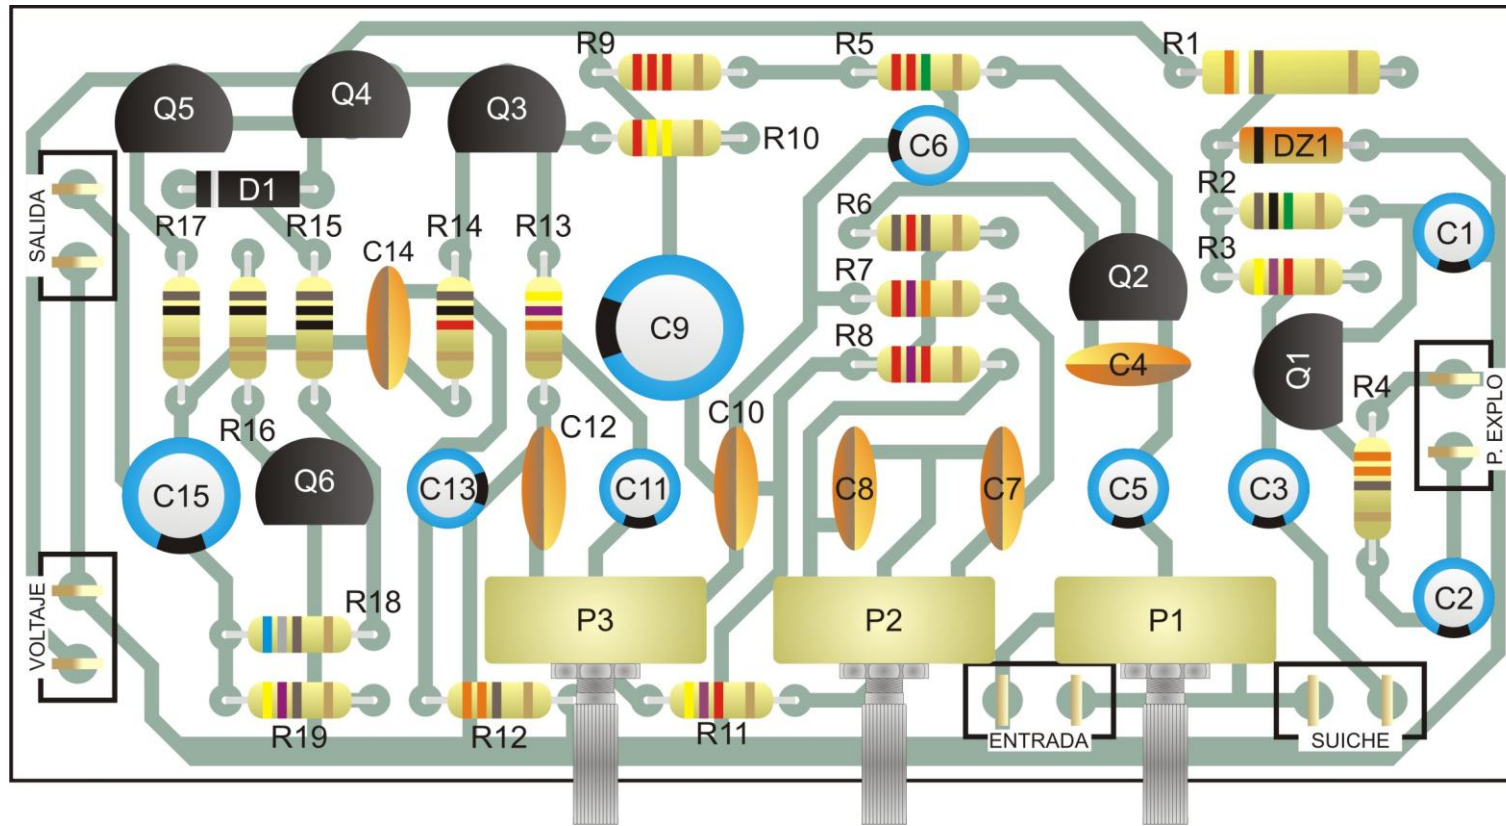 R9
R5
R1
Q5
Q4
Q3
R10
C6
DZ1
SALIDA
D1
R2
R17
R15
R14
R13
R6
C1
C14
R7
Q2
R3
C9
R8
C4
Q1
R4
P. EXPLO
R16
C12
C10
C15
Q6
C13
C11
C8
C7
C5
C3
VOLTAJE
R18
P3
P2
P1
C2
R19
R12
R11
ENTRADA
SUICHE